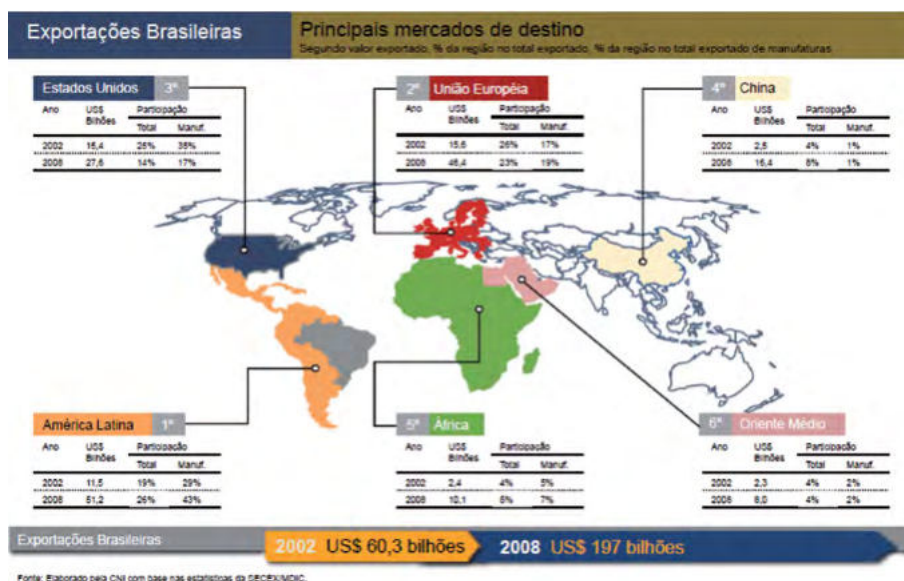 Exportações Brasileiras
Principais mercados de destino
Segundo valor exportado, % da região no total exportado, % da região no total exportado de manufaturas
Estados Unidos 3º
Ano US$ Bilhões Participação
Total Manuf.
2002 15,4 25% 35%
2008 27,6 14% 17%
2º União Européia
Ano US$ Bilhões Participação
Total Manuf.
2002 15,6 26% 17%
2008 46,4 23% 19%
4º China
Ano US$ Bilhões Participação
Total Manuf.
2002 2,5 4% 1%
2008 16,4 8% 1%
América Latina 1º
Ano US$ Bilhões Participação
Total Manuf.
2002 11,5 19% 29%
2008 51,2 26% 43%
5º África
Ano US$ Bilhões Participação
Total Manuf.
2002 2,4 4% 5%
2008 10,1 5% 7%
6º Oriente Médio
Ano US$ Bilhões Participação
Total Manuf.
2002 2,3 4% 2%
2008 8,0 4% 2%
Exportações Brasileiras
2002 US$ 60,3 bilhões 2008 US$ 197 bilhões
Fonte: Elaborado pela CNI com base nas estatísticas da SECEX/MDIC.